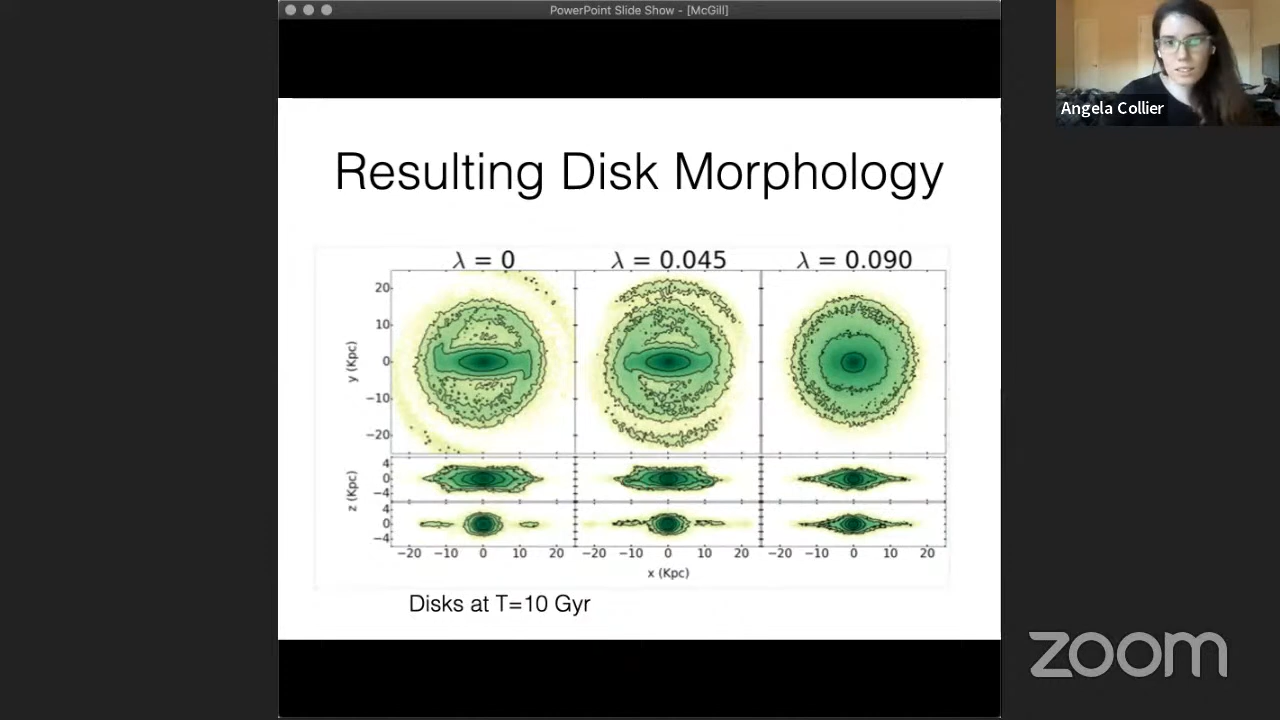 PowerPoint Slide Show - [McGill]
Angela Collier
Resulting Disk Morphology
λ = 0
λ = 0.045
λ = 0.090
y (Kpc)
20
10
0
−10
−20
z (Kpc)
4
0
−4
4
0
−4
−20 −10 0 10 20 −20 −10 0 10 20 −20 −10 0 10 20
x (Kpc)
Disks at T=10 Gyr
zoom